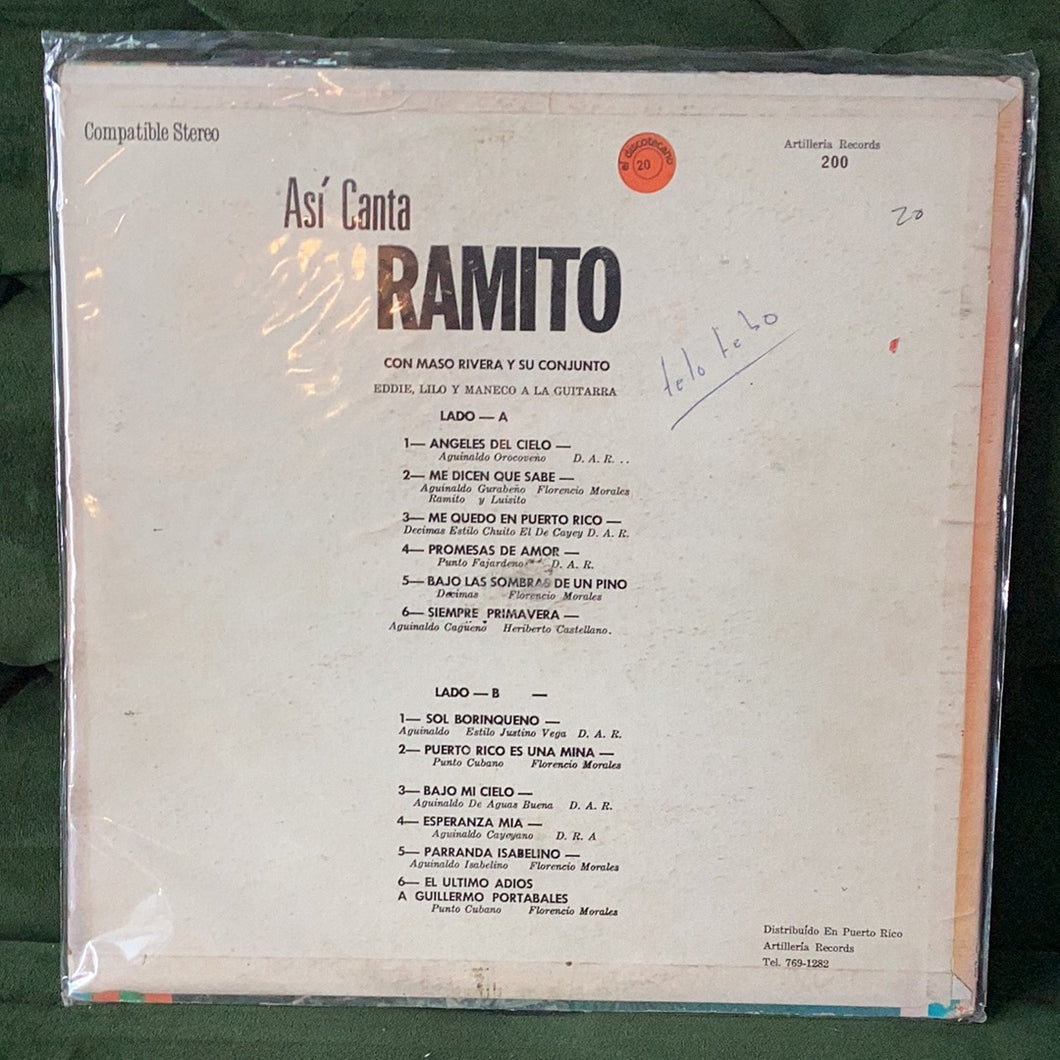 Compatible Stereo
el discotecano
20
Artillería Records
200
20
Así Canta
RAMITO
CON MASO RIVERA Y SU CONJUNTO
EDDIE, LILO Y MANECO A LA GUITARRA
LADO — A
1— ANGELES DEL CIELO —
Aguinaldo Orocoveño D. A. R. . .
2— ME DICEN QUE SABE —
Aguinaldo Gurabeño Florencio Morales
Ramito y Luisito
3— ME QUEDO EN PUERTO RICO —
Decimas Estilo Chuito El De Cayey D. A. R.
4— PROMESAS DE AMOR —
Punto Fajardeno D. A. R.
5— BAJO LAS SOMBRAS DE UN PINO
Decimas Florencio Morales
6— SIEMPRE PRIMAVERA —
Aguinaldo Cagüeno Heriberto Castellano.
LADO — B —
1— SOL BORINQUENO —
Aguinaldo Estilo Justino Vega D. A. R.
2— PUERTO RICO ES UNA MINA —
Punto Cubano Florencio Morales
3— BAJO MI CIELO —
Aguinaldo De Aguas Buena D. A. R.
4— ESPERANZA MIA —
Aguinaldo Cayeyano D. R. A
5— PARRANDA ISABELINO —
Aguinaldo Isabelino Florencio Morales
6— EL ULTIMO ADIOS
A GUILLERMO PORTABALES
Punto Cubano Florencio Morales
Distribuído En Puerto Rico
Artillería Records
Tel. 769-1282